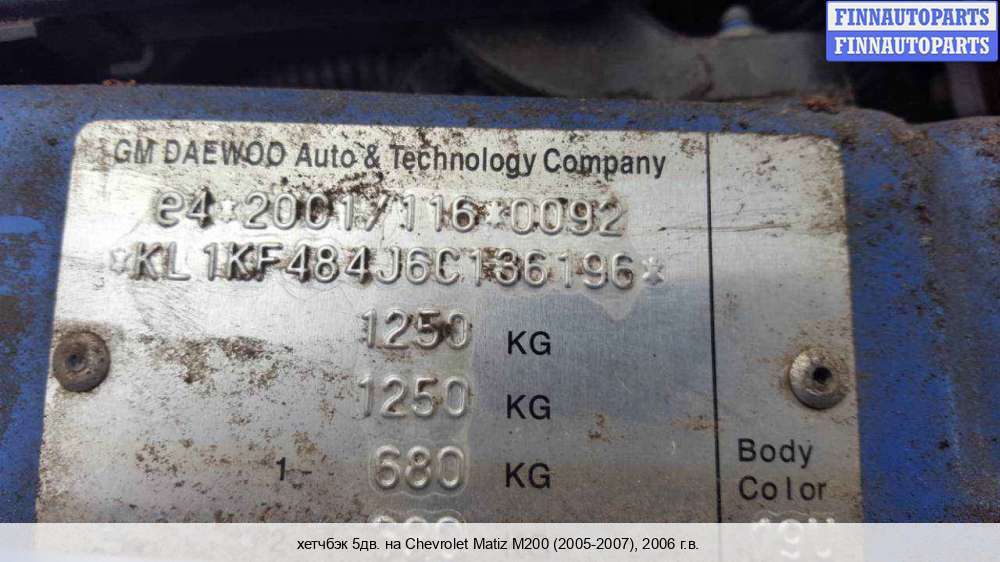 FINNAUTOPARTS
FINNAUTOPARTS
GM DAEWOO Auto & Technology Company
e4*2001/116*0092
*KL1KF484J6C136196*
1250 KG
1250 KG
1- 680 KG
Body
Color
хетчбэк 5дв. на Chevrolet Matiz M200 (2005-2007), 2006 г.в.